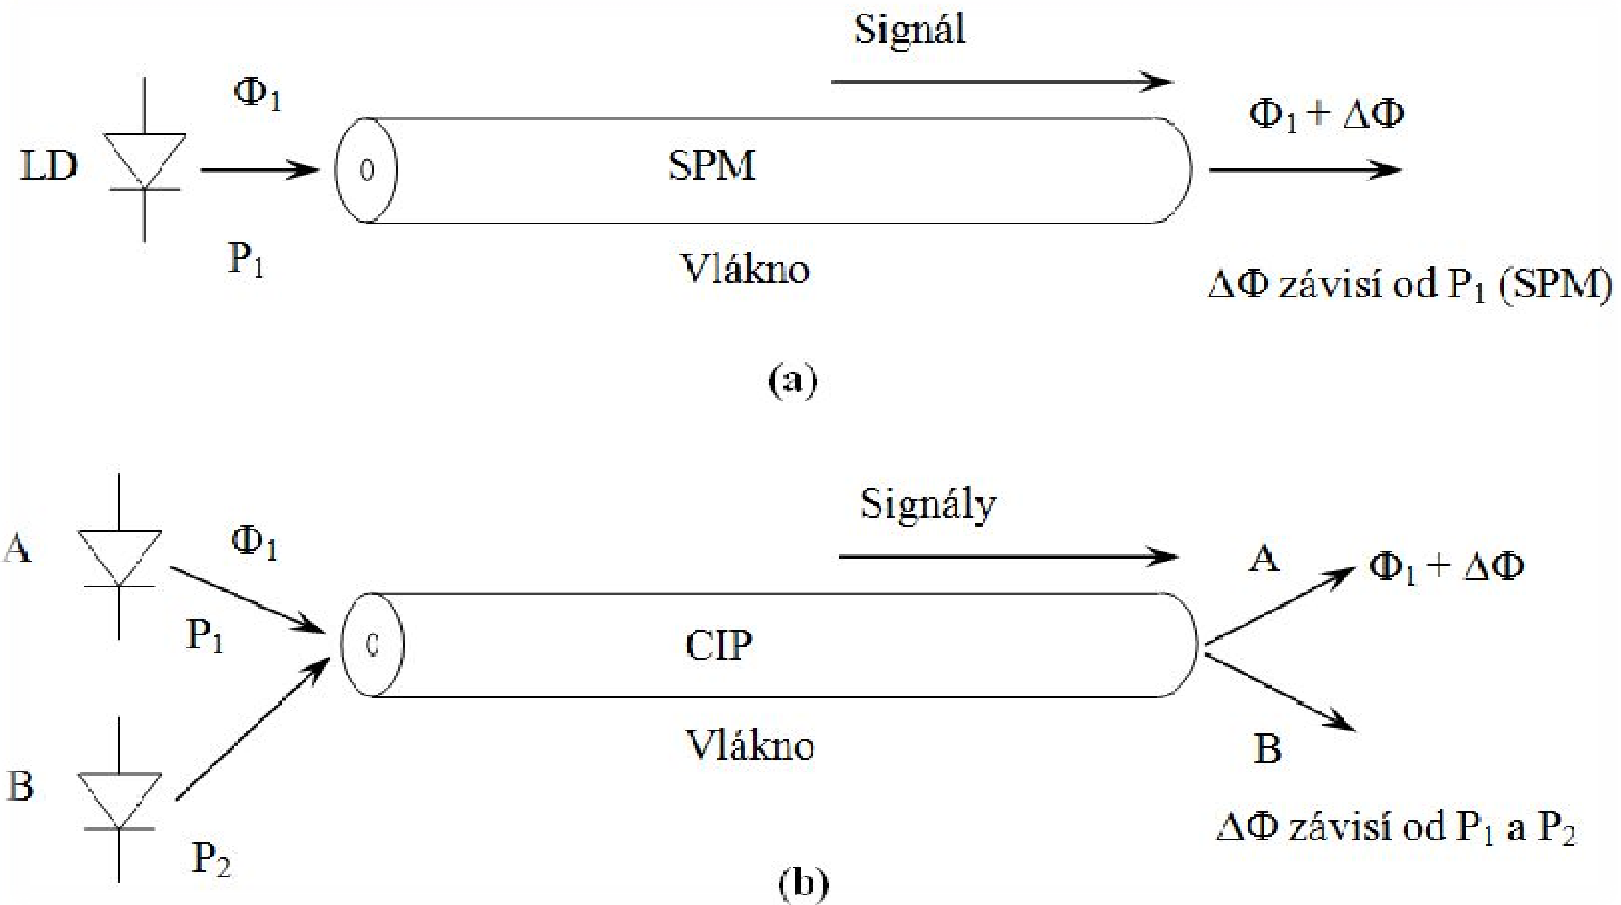 Signál
Φ₁
Φ₁ + ΔΦ
LD
SPM
P₁
Vlákno
ΔΦ závisí od P₁ (SPM)
(a)
Signály
A
Φ₁
A
Φ₁ + ΔΦ
P₁
CIP
Vlákno
B
B
P₂
ΔΦ závisí od P₁ a P₂
(b)